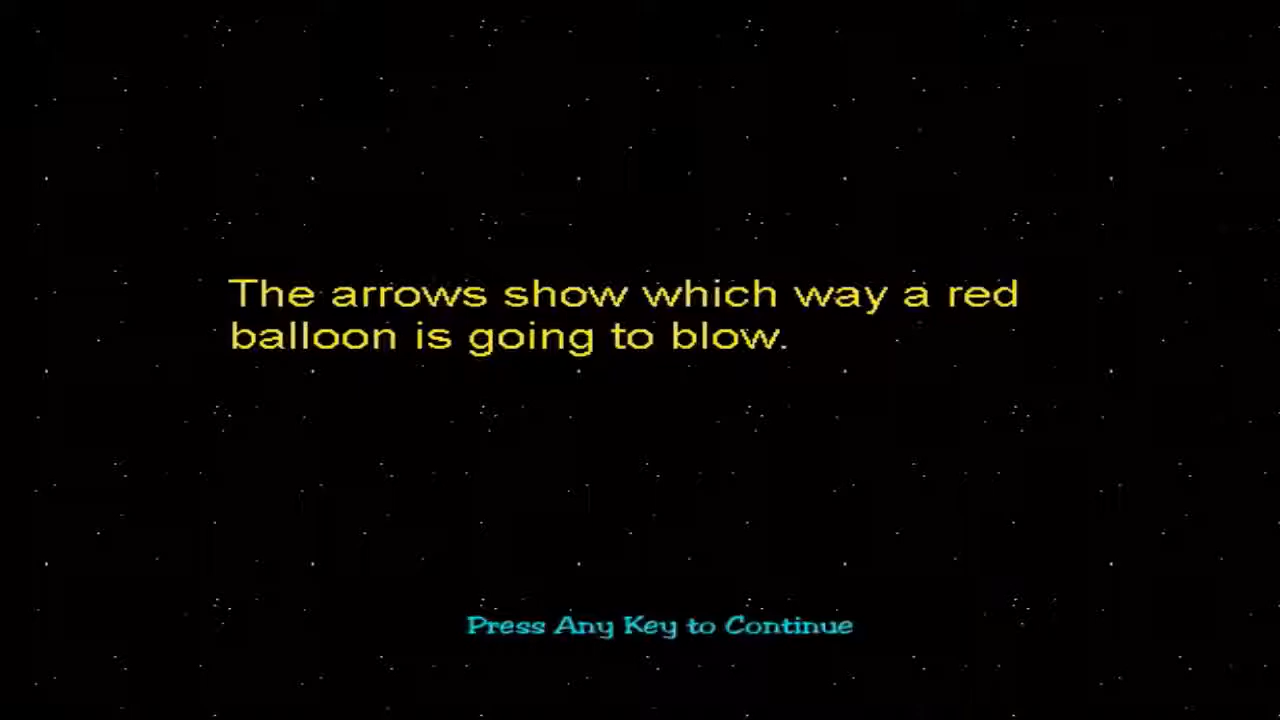 The arrows show which way a red
balloon is going to blow.
Press Any Key to Continue